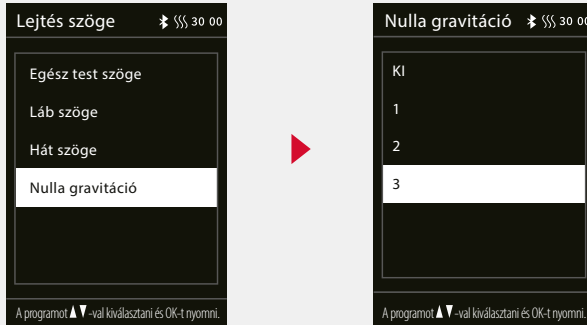 Lejtés szöge 30 00
Egész test szöge
Láb szöge
Hát szöge
Nulla gravitáció
A programot ▲▼-val kiválasztani és OK-t nyomni.
Nulla gravitáció 30 00
KI
1
2
3
A programot ▲▼-val kiválasztani és OK-t nyomni.